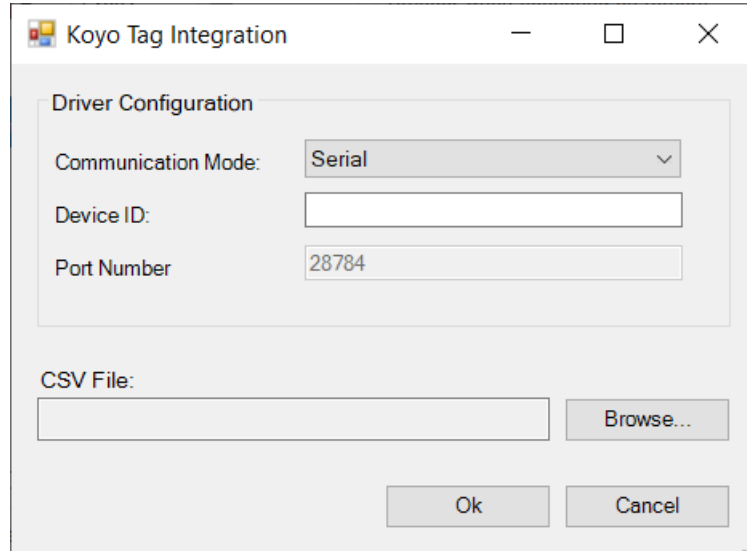 Koyo Tag Integration
Driver Configuration
Communication Mode: Serial
Device ID:
Port Number 28784
CSV File:
Browse...
Ok Cancel